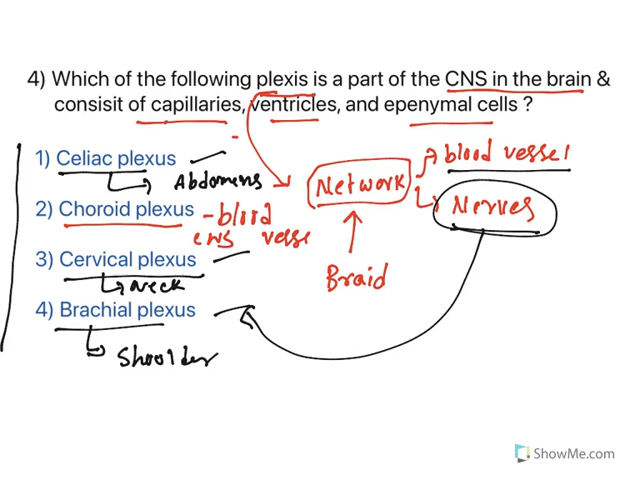 4) Which of the following plexis is a part of the CNS in the brain &
consisit of capillaries, ventricles, and epenymal cells ?
1) Celiac plexus
Abdomens
2) Choroid plexus - blood
CNS vesse
3) Cervical plexus
Neck
4) Brachial plexus
Shoolder
Network
blood vessel
Nerves
Braid
ShowMe.com